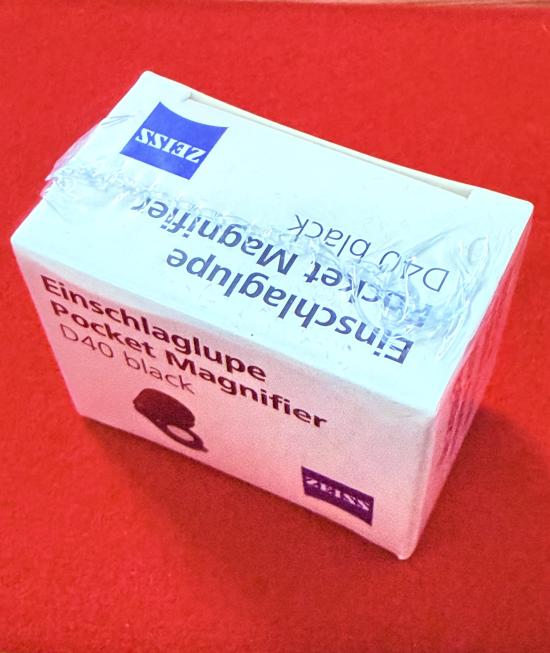 ZEISS
Einschlaglupe
Pocket Magnifier
D40 black
Einschlaglupe
Pocket Magnifier
D40 black
ZEISS